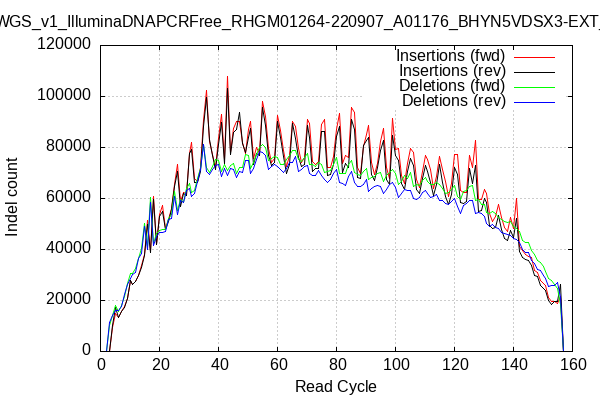 WGS_v1_IlluminaDNAPCRFree_RHGM01264-220907_A01176_BHYN5VDSX3-EXT_
Insertions (fwd)
Insertions (rev)
Deletions (fwd)
Deletions (rev)
120000
100000
80000
60000
40000
20000
0
Indel count
0 20 40 60 80 100 120 140 160
Read Cycle